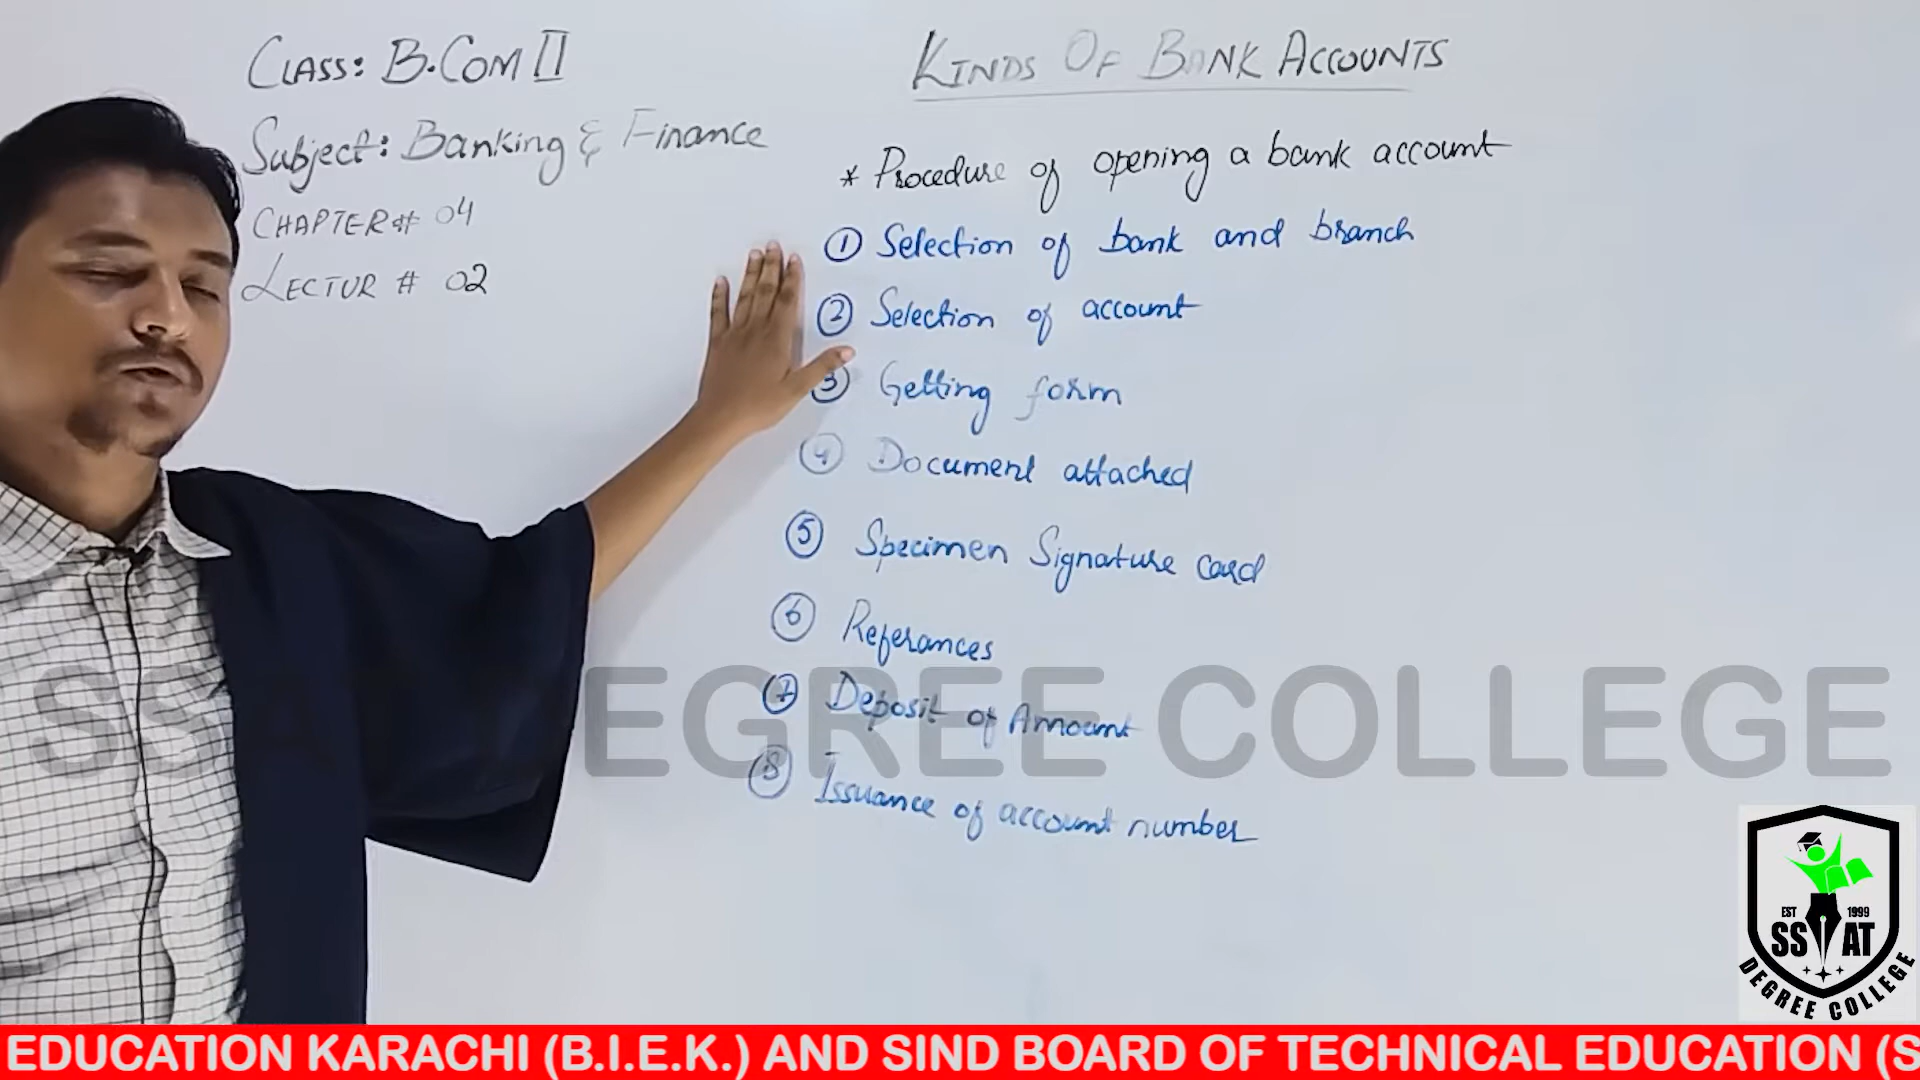 CLASS: B.COM II
Subject: Banking & Finance
CHAPTER # 04
LECTUR # 02
KINDS OF BANK ACCOUNTS
* Procedure of opening a bank account
① Selection of bank and branch
② Selection of account
③ Getting form
④ Document attached
⑤ Specimen Signature card
⑥ Referances
⑦ Deposit of Amount
⑧ Issuance of account number
DEGREE COLLEGE
EST 1999
SS AT
DEGREE COLLEGE
EDUCATION KARACHI (B.I.E.K.) AND SIND BOARD OF TECHNICAL EDUCATION (S